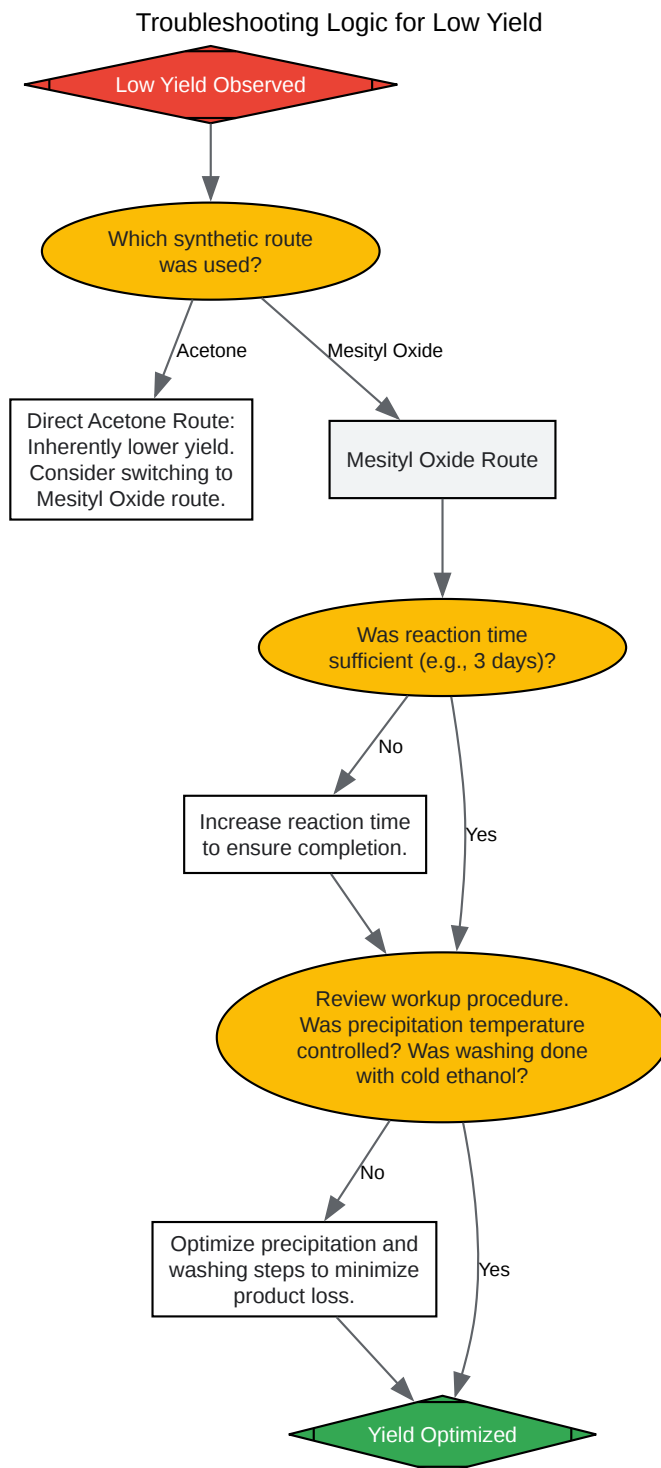 Troubleshooting Logic for Low Yield
Low Yield Observed
Which synthetic route
was used?
Acetone
Mesityl Oxide
Direct Acetone Route:
Inherently lower yield.
Consider switching to
Mesityl Oxide route.
Mesityl Oxide Route
Was reaction time
sufficient (e.g., 3 days)?
No
Yes
Increase reaction time
to ensure completion.
Review workup procedure.
Was precipitation temperature
controlled? Was washing done
with cold ethanol?
No
Yes
Optimize precipitation and
washing steps to minimize
product loss.
Yield Optimized